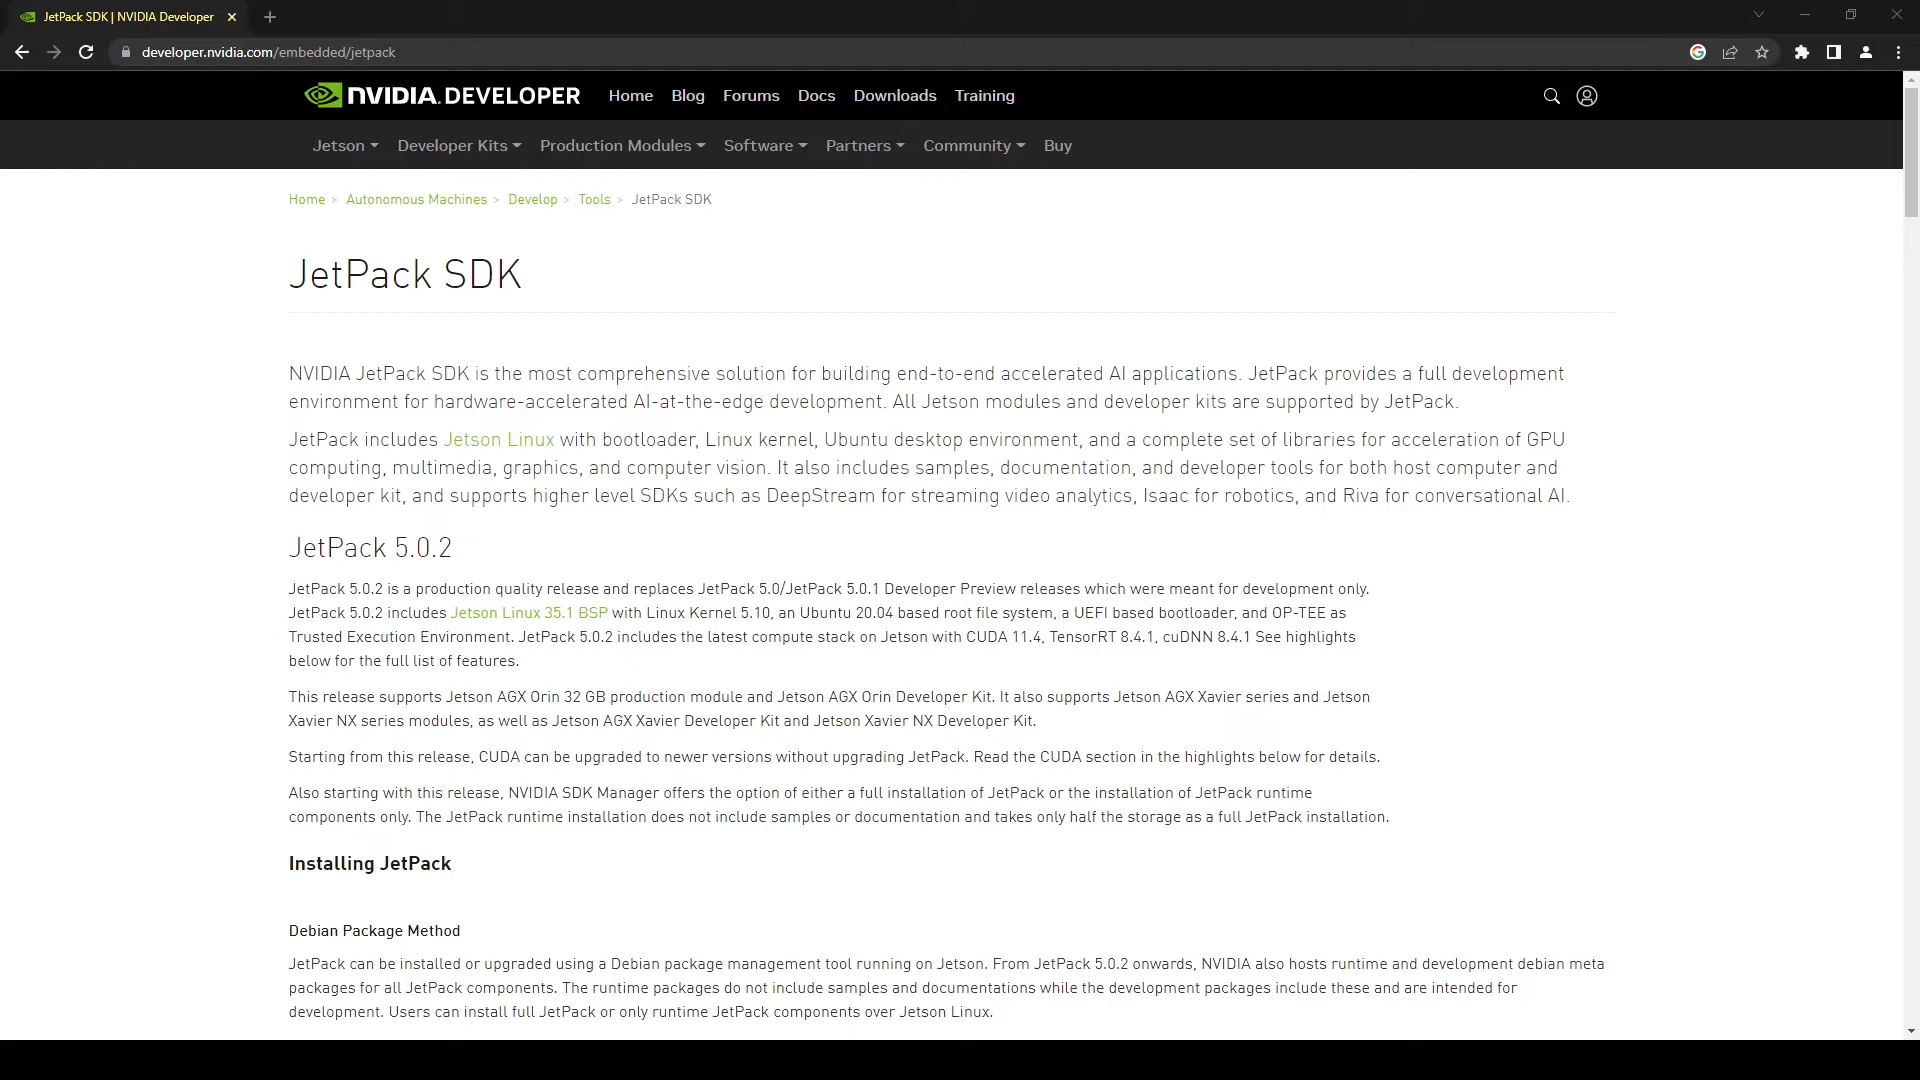 JetPack SDK | NVIDIA Developer
developer.nvidia.com/embedded/jetpack
NVIDIA. DEVELOPER Home Blog Forums Docs Downloads Training
Jetson Developer Kits Production Modules Software Partners Community Buy
Home > Autonomous Machines > Develop > Tools > JetPack SDK
JetPack SDK
NVIDIA JetPack SDK is the most comprehensive solution for building end-to-end accelerated AI applications. JetPack provides a full development
environment for hardware-accelerated AI-at-the-edge development. All Jetson modules and developer kits are supported by JetPack.
JetPack includes Jetson Linux with bootloader, Linux kernel, Ubuntu desktop environment, and a complete set of libraries for acceleration of GPU
computing, multimedia, graphics, and computer vision. It also includes samples, documentation, and developer tools for both host computer and
developer kit, and supports higher level SDKs such as DeepStream for streaming video analytics, Isaac for robotics, and Riva for conversational AI.
JetPack 5.0.2
JetPack 5.0.2 is a production quality release and replaces JetPack 5.0/JetPack 5.0.1 Developer Preview releases which were meant for development only.
JetPack 5.0.2 includes Jetson Linux 35.1 BSP with Linux Kernel 5.10, an Ubuntu 20.04 based root file system, a UEFI based bootloader, and OP-TEE as
Trusted Execution Environment. JetPack 5.0.2 includes the latest compute stack on Jetson with CUDA 11.4, TensorRT 8.4.1, cuDNN 8.4.1 See highlights
below for the full list of features.
This release supports Jetson AGX Orin 32 GB production module and Jetson AGX Orin Developer Kit. It also supports Jetson AGX Xavier series and Jetson
Xavier NX series modules, as well as Jetson AGX Xavier Developer Kit and Jetson Xavier NX Developer Kit.
Starting from this release, CUDA can be upgraded to newer versions without upgrading JetPack. Read the CUDA section in the highlights below for details.
Also starting with this release, NVIDIA SDK Manager offers the option of either a full installation of JetPack or the installation of JetPack runtime
components only. The JetPack runtime installation does not include samples or documentation and takes only half the storage as a full JetPack installation.
Installing JetPack
Debian Package Method
JetPack can be installed or upgraded using a Debian package management tool running on Jetson. From JetPack 5.0.2 onwards, NVIDIA also hosts runtime and development debian meta
packages for all JetPack components. The runtime packages do not include samples and documentations while the development packages include these and are intended for
development. Users can install full JetPack or only runtime JetPack components over Jetson Linux.